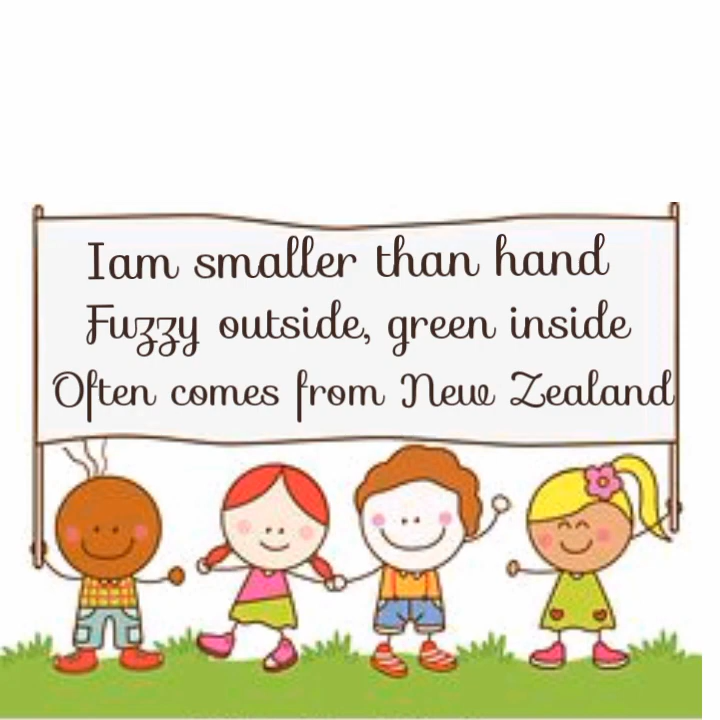 Iam smaller than hand
Fuzzy outside, green inside
Often comes from New Zealand